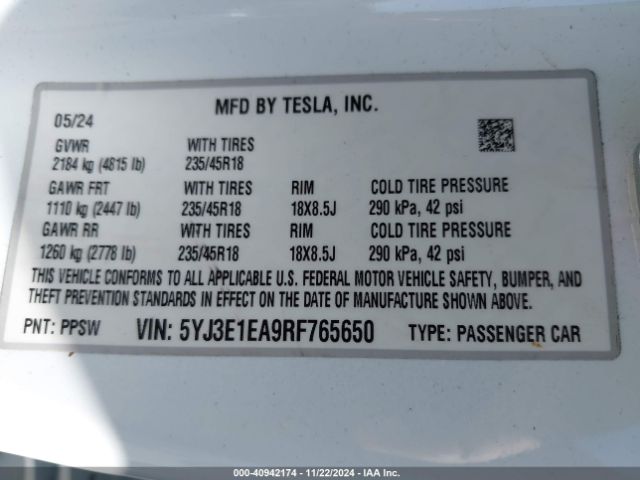 MFD BY TESLA, INC.
05/24
GVWR WITH TIRES
2184 kg (4815 lb) 235/45R18
GAWR FRT WITH TIRES RIM COLD TIRE PRESSURE
1110 kg (2447 lb) 235/45R18 18X8.5J 290 kPa, 42 psi
GAWR RR WITH TIRES RIM COLD TIRE PRESSURE
1260 kg (2778 lb) 235/45R18 18X8.5J 290 kPa, 42 psi
THIS VEHICLE CONFORMS TO ALL APPLICABLE U.S. FEDERAL MOTOR VEHICLE SAFETY, BUMPER, AND
THEFT PREVENTION STANDARDS IN EFFECT ON THE DATE OF MANUFACTURE SHOWN ABOVE.
PNT: PPSW VIN: 5YJ3E1EA9RF765650 TYPE: PASSENGER CAR
000-40942174 - 11/22/2024 - IAA Inc.